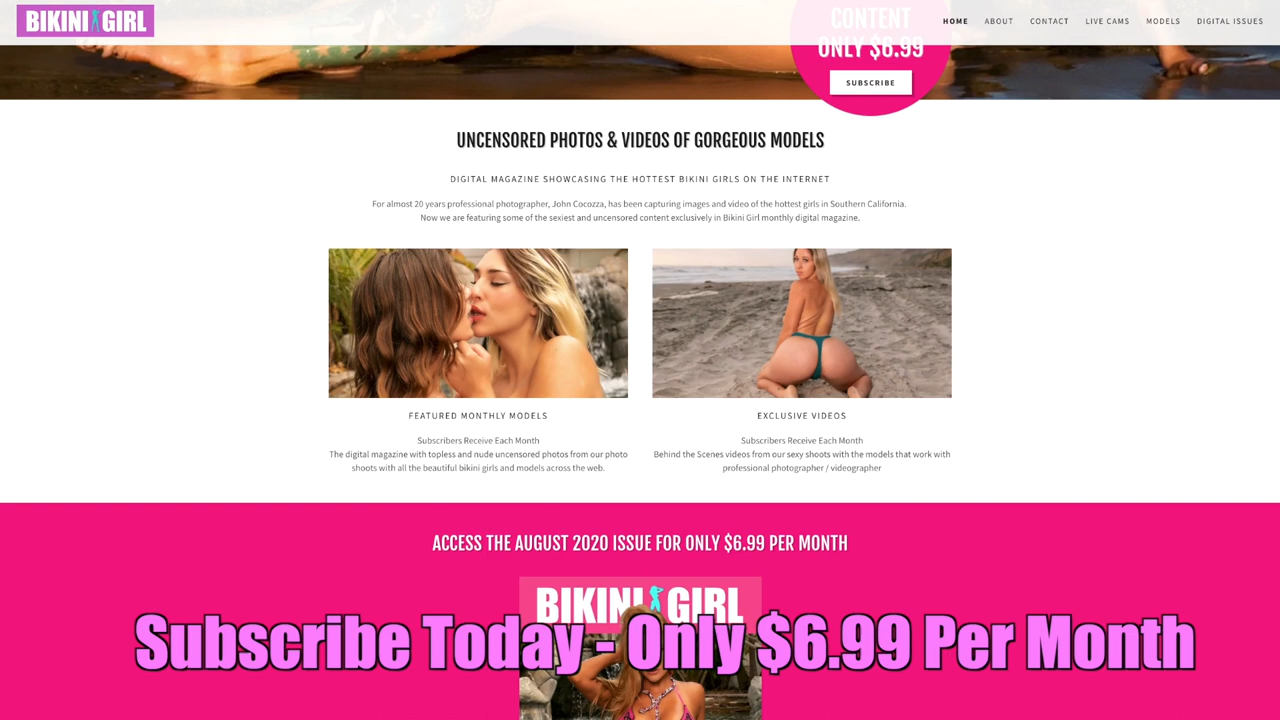 BIKINI GIRL
HOME ABOUT CONTACT LIVE CAMS MODELS DIGITAL ISSUES
CONTENT
ONLY $6.99
SUBSCRIBE
UNCENSORED PHOTOS & VIDEOS OF GORGEOUS MODELS
DIGITAL MAGAZINE SHOWCASING THE HOTTEST BIKINI GIRLS ON THE INTERNET
For almost 20 years professional photographer, John Cocozza, has been capturing images and video of the hottest girls in Southern California.
Now we are featuring some of the sexiest and uncensored content exclusively in Bikini Girl monthly digital magazine.
FEATURED MONTHLY MODELS
Subscribers Receive Each Month
The digital magazine with topless and nude uncensored photos from our photo
shoots with all the beautiful bikini girls and models across the web.
EXCLUSIVE VIDEOS
Subscribers Receive Each Month
Behind the Scenes videos from our sexy shoots with the models that work with
professional photographer / videographer
ACCESS THE AUGUST 2020 ISSUE FOR ONLY $6.99 PER MONTH
BIKINI GIRL
Subscribe Today - Only $6.99 Per Month